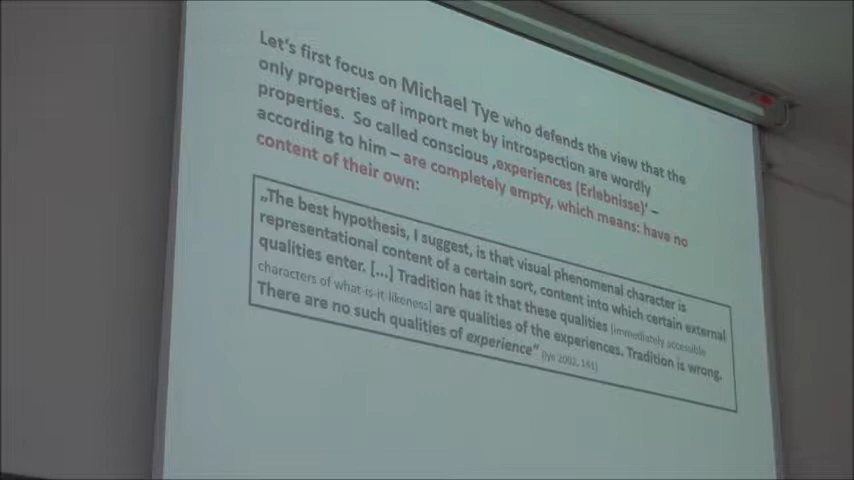 Let's first focus on Michael Tye who defends the view that the
only properties of import met by introspection are wordly
properties. So called conscious ‚experiences (Erlebnisse)' –
according to him – are completely empty, which means: have no
content of their own:
„The best hypothesis, I suggest, is that visual phenomenal character is
representational content of a certain sort, content into which certain external
qualities enter. [...] Tradition has it that these qualities [immediately accessible
characters of what-is-it-likeness] are qualities of the experiences. Tradition is wrong.
There are no such qualities of experience" (Tye 2002, 141)